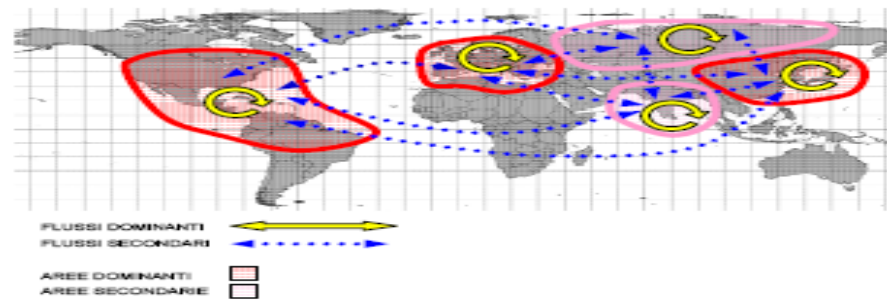 FLUSSI DOMINANTI
FLUSSI SECONDARI
AREE DOMINANTI
AREE SECONDARIE